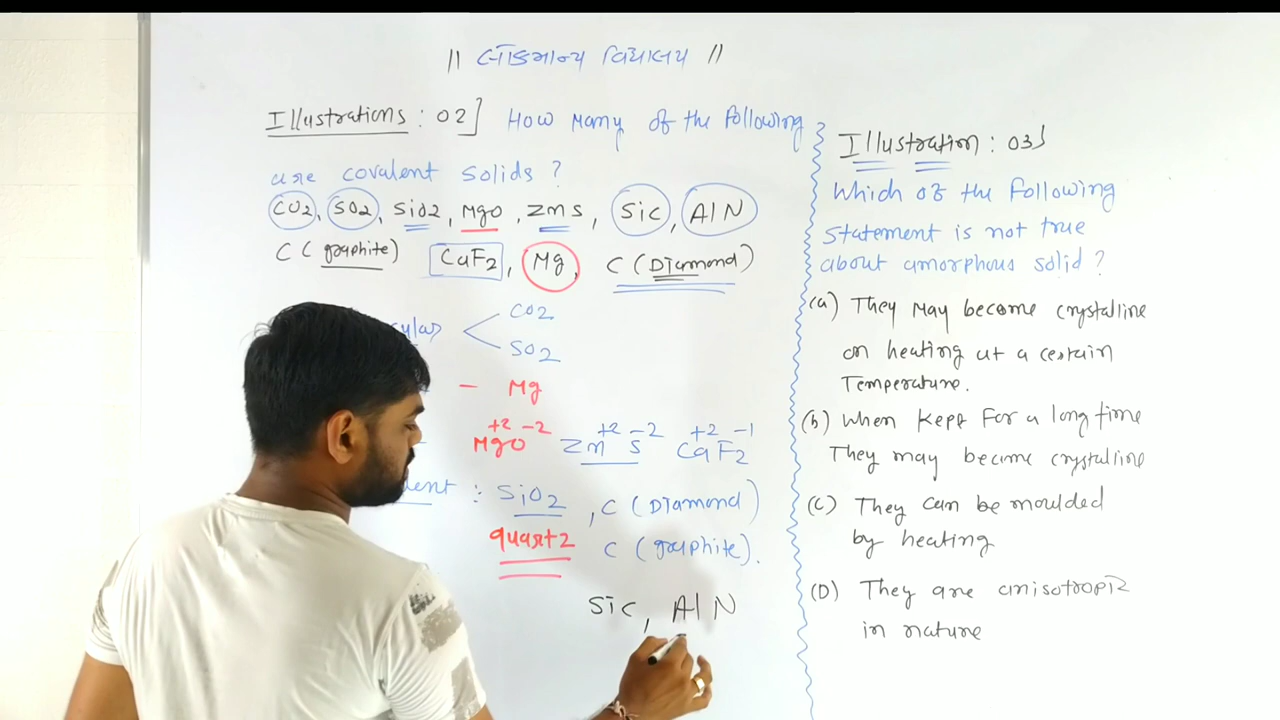 || લોકમાન્ય વિદ્યાલય ||
Illustrations : 02] How many of the following
are covalent solids ?
CO2, SO2, SiO2, MgO, ZnS, SiC, AlN
C (graphite) CaF2, Mg, C (Diamond)
CO2
SO2
- Mg
+2 -2 +2 -2 +2 -1
MgO ZnS CaF2
: SiO2, C (Diamond)
quartz C (graphite).
SiC, AlN
Illustration : 03]
Which of the following
statement is not true
about amorphous solid ?
(a) They may become crystalline
on heating at a certain
Temperature.
(b) When kept for a long time
They may become crystalline
(c) They can be moulded
by heating
(D) They are anisotropic
in nature